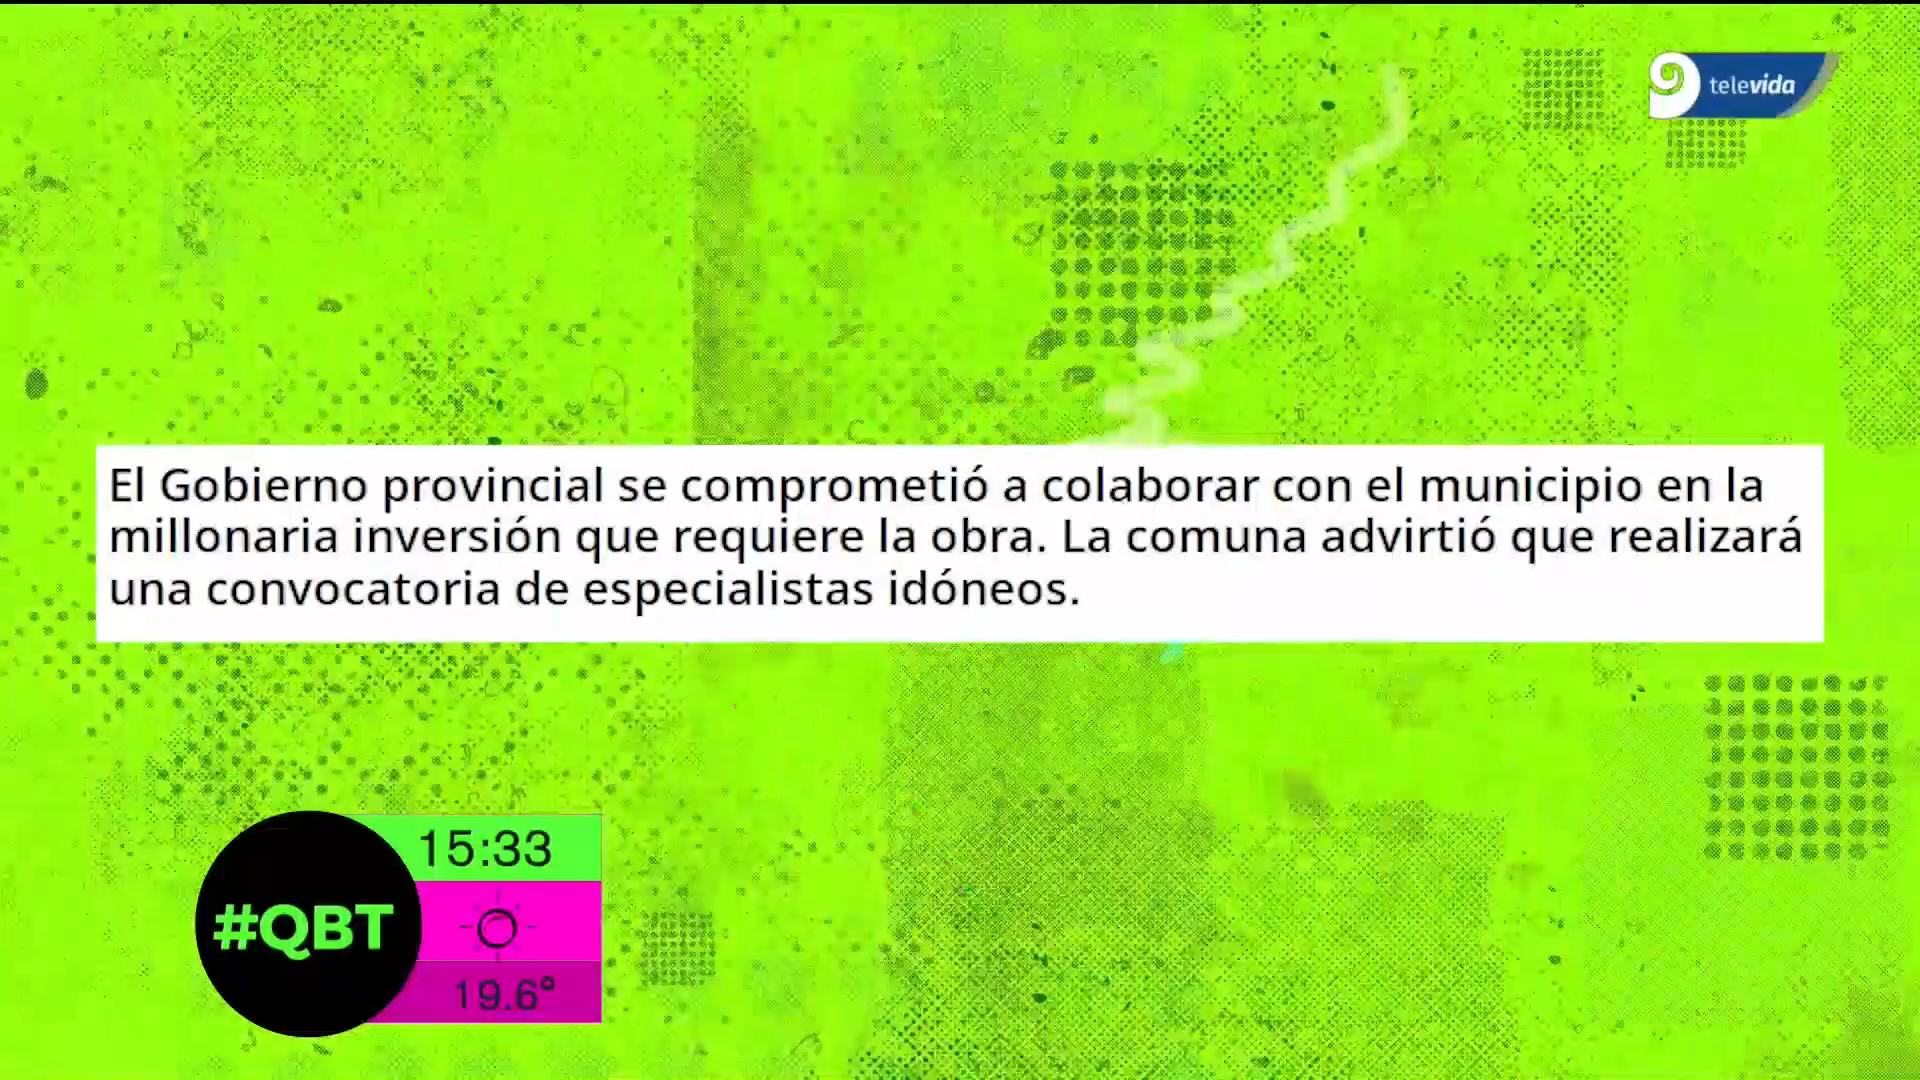 9 televida
El Gobierno provincial se comprometió a colaborar con el municipio en la
millonaria inversión que requiere la obra. La comuna advirtió que realizará
una convocatoria de especialistas idóneos.
15:33
#QBT
19.6°